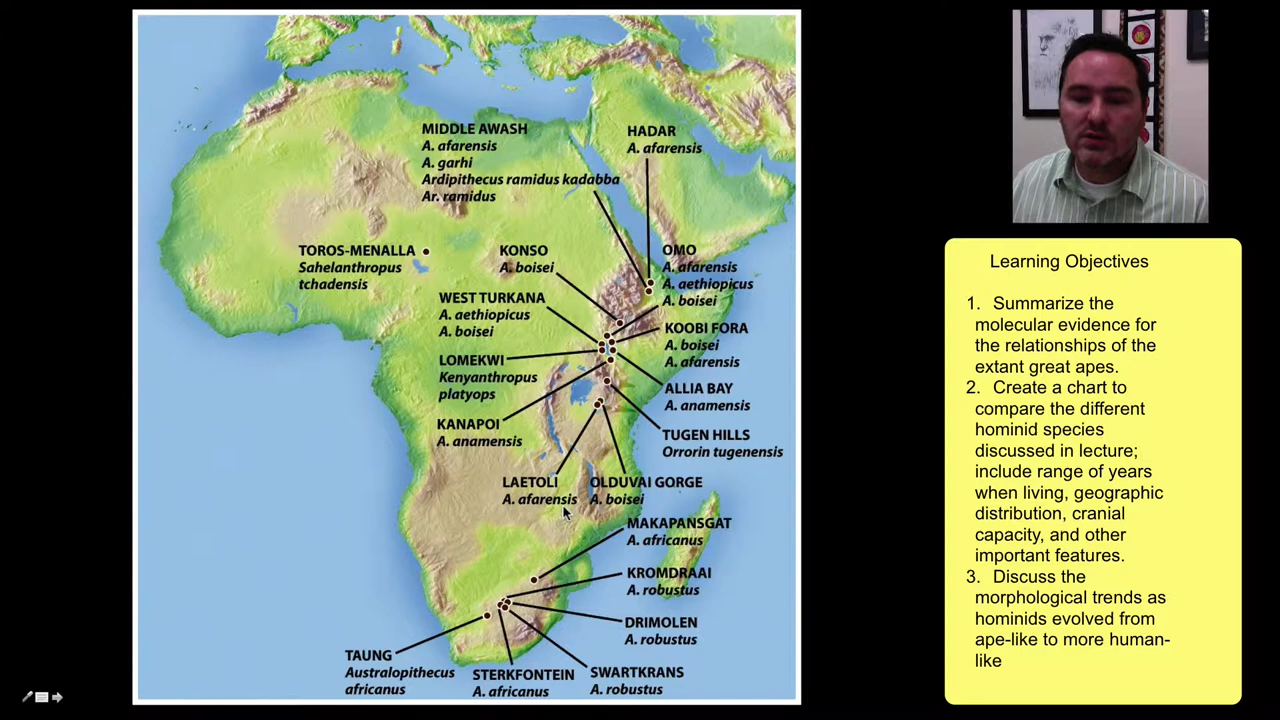 MIDDLE AWASH
A. afarensis
A. garhi
Ardipithecus ramidus kadabba
Ar. ramidus
HADAR
A. afarensis
TOROS-MENALLA
Sahelanthropus
tchadensis
KONSO
A. boisei
OMO
A. afarensis
A. aethiopicus
A. boisei
WEST TURKANA
A. aethiopicus
A. boisei
KOOBI FORA
A. boisei
A. afarensis
LOMEKWI
Kenyanthropus
platyops
ALLIA BAY
A. anamensis
KANAPOI
A. anamensis
TUGEN HILLS
Orrorin tugenensis
LAETOLI
A. afarensis
OLDUVAI GORGE
A. boisei
MAKAPANSGAT
A. africanus
KROMDRAAI
A. robustus
DRIMOLEN
A. robustus
TAUNG
Australopithecus
africanus
STERKFONTEIN
A. africanus
SWARTKRANS
A. robustus
Learning Objectives
1. Summarize the
molecular evidence for
the relationships of the
extant great apes.
2. Create a chart to
compare the different
hominid species
discussed in lecture;
include range of years
when living, geographic
distribution, cranial
capacity, and other
important features.
3. Discuss the
morphological trends as
hominids evolved from
ape-like to more human-
like